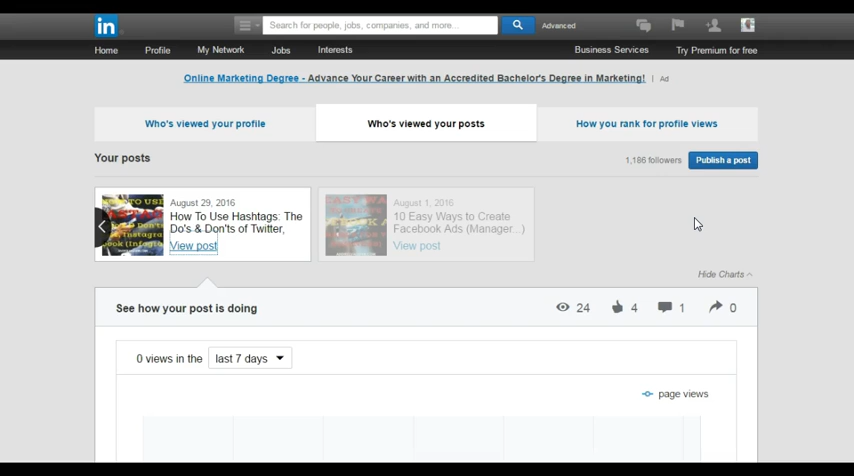 in
Search for people, jobs, companies, and more...
Advanced
Home Profile My Network Jobs Interests Business Services Try Premium for free
Online Marketing Degree - Advance Your Career with an Accredited Bachelor's Degree in Marketing! | Ad
Who's viewed your profile Who's viewed your posts How you rank for profile views
Your posts
1,186 followers Publish a post
August 29, 2016
How To Use Hashtags: The
Do's & Don'ts of Twitter,
View post
August 1, 2016
10 Easy Ways to Create
Facebook Ads (Manager...)
View post
Hide Charts
See how your post is doing 24 4 1 0
0 views in the last 7 days
page views